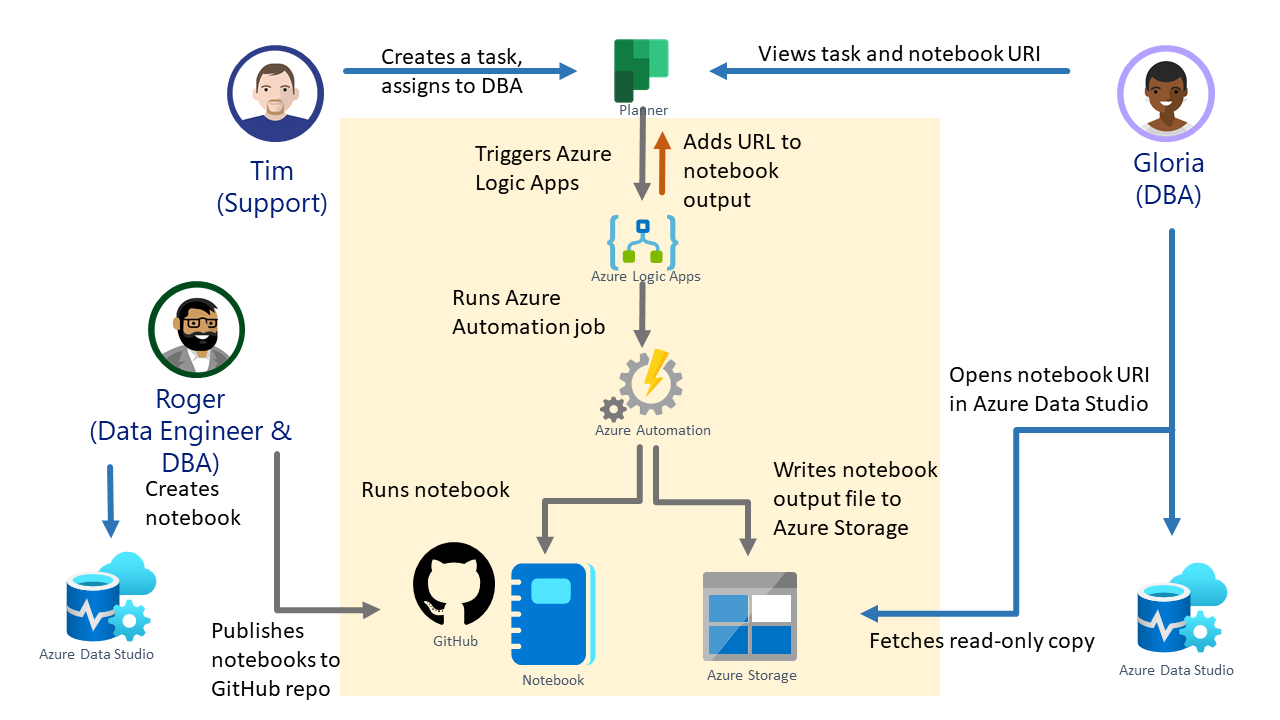 Creates a task,
assigns to DBA
Views task and notebook URI
Planner
Tim
(Support)
Gloria
(DBA)
Triggers Azure
Logic Apps
Adds URL to
notebook
output
Azure Logic Apps
Runs Azure
Automation job
Roger
(Data Engineer &
DBA)
Azure Automation
Opens notebook URI
in Azure Data Studio
Creates
notebook
Runs notebook
Writes notebook
output file to
Azure Storage
Azure Data Studio
Publishes
notebooks to
GitHub repo
GitHub
Notebook
Azure Storage
Fetches read-only copy
Azure Data Studio